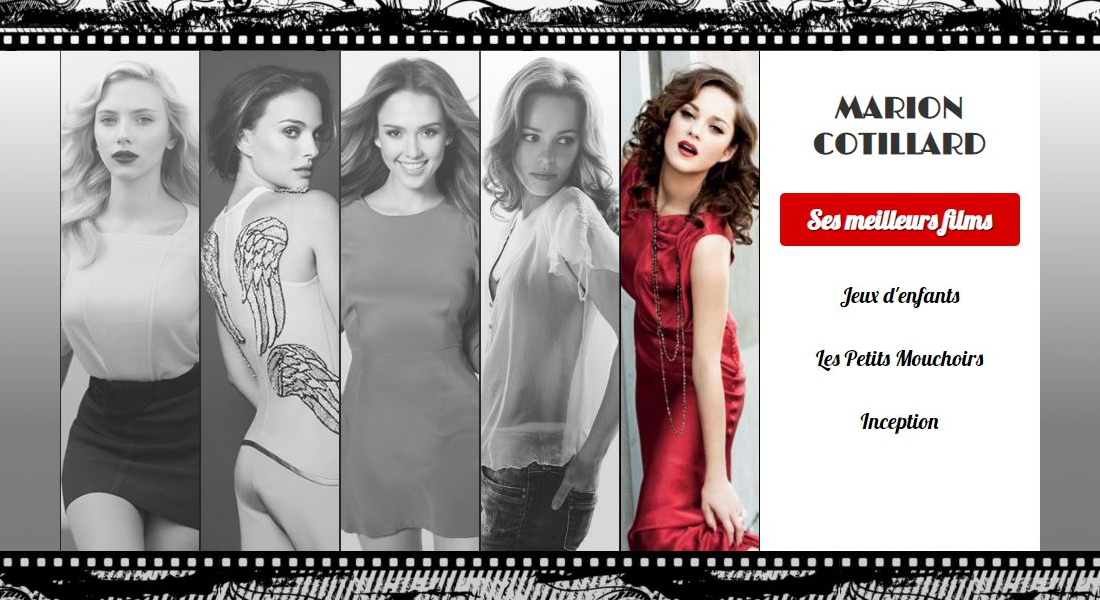 MARION
COTILLARD
Ses meilleurs films
Jeux d'enfants
Les Petits Mouchoirs
Inception